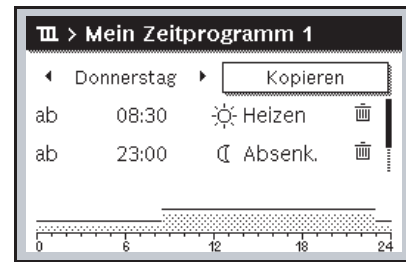 > Mein Zeitprogramm 1
Donnerstag Kopieren
ab 08:30 Heizen
ab 23:00 Absenk.
0 6 12 18 24